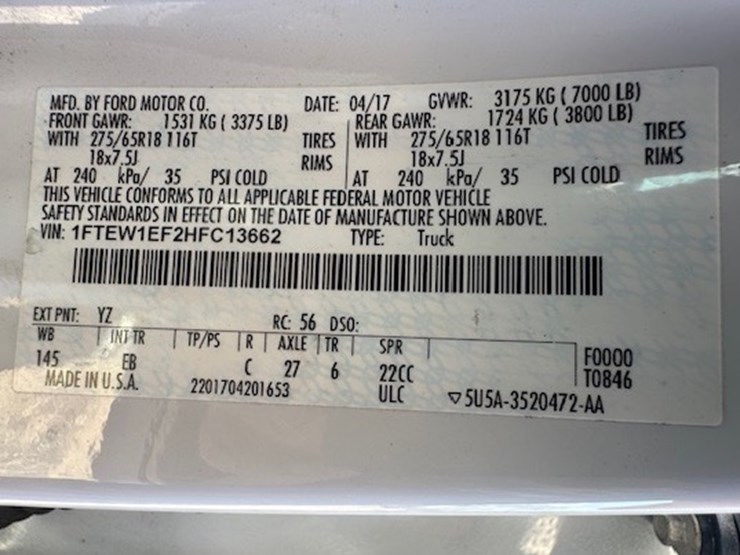 MFD. BY FORD MOTOR CO. DATE: 04/17 GVWR: 3175 KG ( 7000 LB)
FRONT GAWR: 1531 KG ( 3375 LB) REAR GAWR: 1724 KG ( 3800 LB)
WITH 275/65R18 116T TIRES WITH 275/65R18 116T TIRES
18x7.5J RIMS 18x7.5J RIMS
AT 240 kPa/ 35 PSI COLD AT 240 kPa/ 35 PSI COLD
THIS VEHICLE CONFORMS TO ALL APPLICABLE FEDERAL MOTOR VEHICLE
SAFETY STANDARDS IN EFFECT ON THE DATE OF MANUFACTURE SHOWN ABOVE.
VIN: 1FTEW1EF2HFC13662 TYPE: Truck
EXT PNT: YZ RC: 56 DSO:
WB INT TR TP/PS R AXLE TR SPR
145 EB C 27 6 22CC F0000
MADE IN U.S.A. 2201704201653 ULC T0846
5U5A-3520472-AA